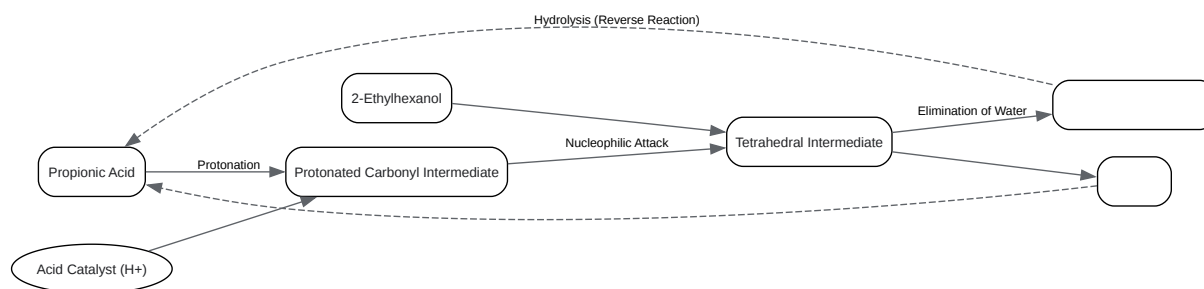 Hydrolysis (Reverse Reaction)
2-Ethylhexanol
Elimination of Water
Nucleophilic Attack
Tetrahedral Intermediate
Propionic Acid
Protonation
Protonated Carbonyl Intermediate
Acid Catalyst (H+)